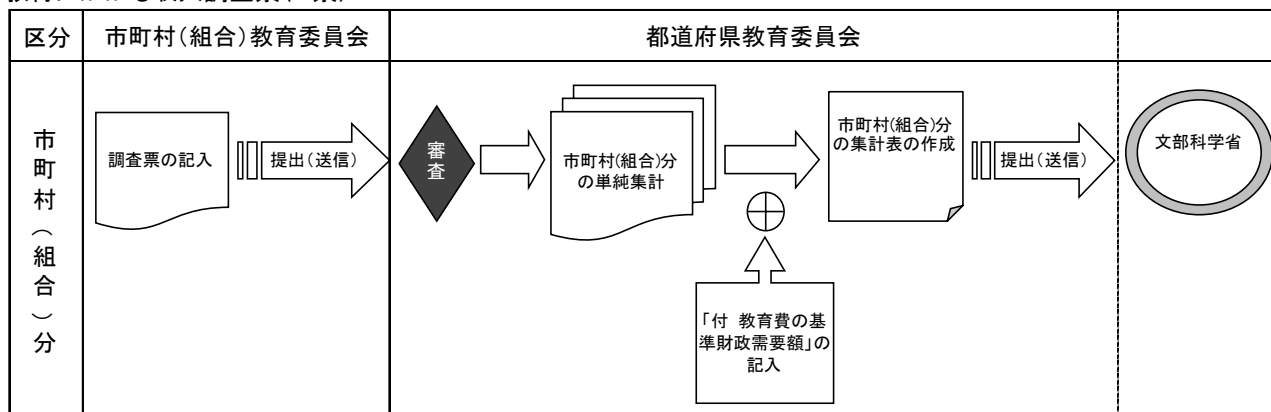 区分
市町村(組合)教育委員会
都道府県教育委員会
市町村(組合)分
調査票の記入
提出(送信)
審査
市町村(組合)分
の単純集計
市町村(組合)分
の集計表の作成
提出(送信)
文部科学省
「付 教育費の基
準財政需要額」の
記入